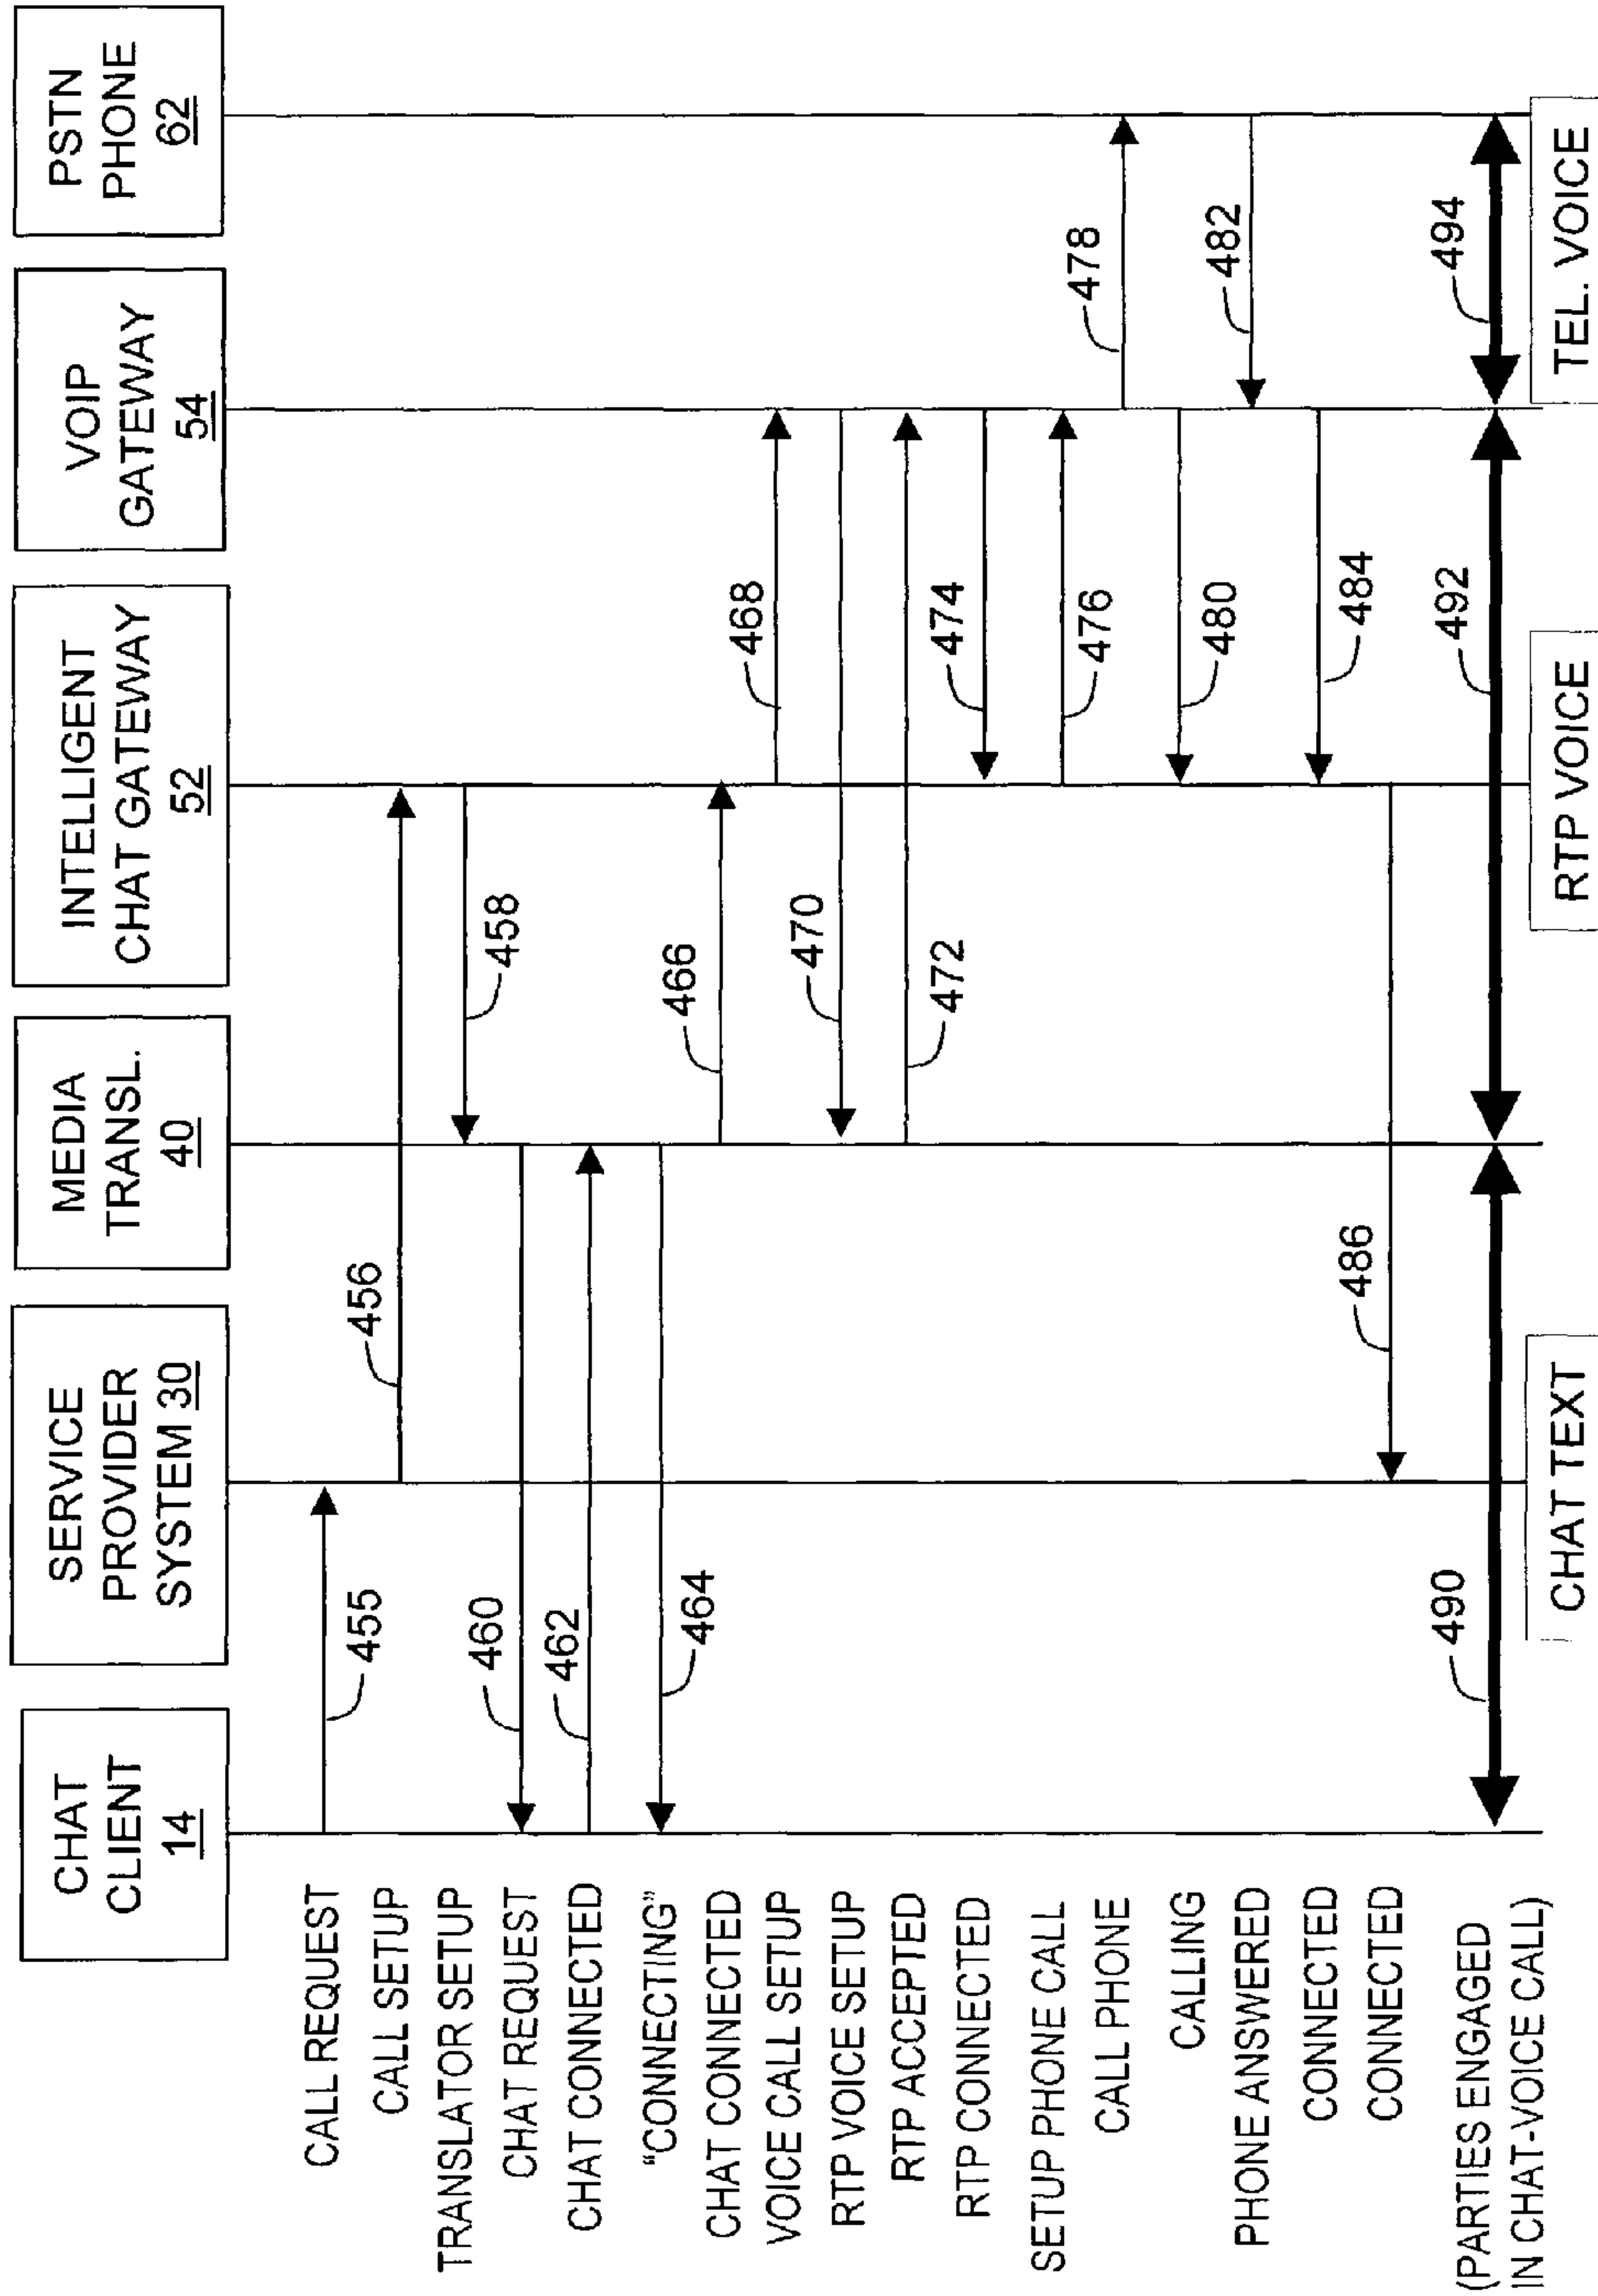 CHAT
CLIENT
14
SERVICE
PROVIDER
SYSTEM 30
MEDIA
TRANSL.
40
INTELLIGENT
CHAT GATEWAY
52
VOIP
GATEWAY
54
PSTN
PHONE
62
CALL REQUEST
455
CALL SETUP
456
TRANSLATOR SETUP
458
CHAT REQUEST
460
CHAT CONNECTED
462
“CONNECTING”
464
CHAT CONNECTED
466
VOICE CALL SETUP
468
RTP VOICE SETUP
470
RTP ACCEPTED
472
RTP CONNECTED
474
SETUP PHONE CALL
476
CALL PHONE
478
CALLING
480
PHONE ANSWERED
482
CONNECTED
484
CONNECTED
486
(PARTIES ENGAGED
IN CHAT-VOICE CALL)
490
492
494
CHAT TEXT
RTP VOICE
TEL. VOICE